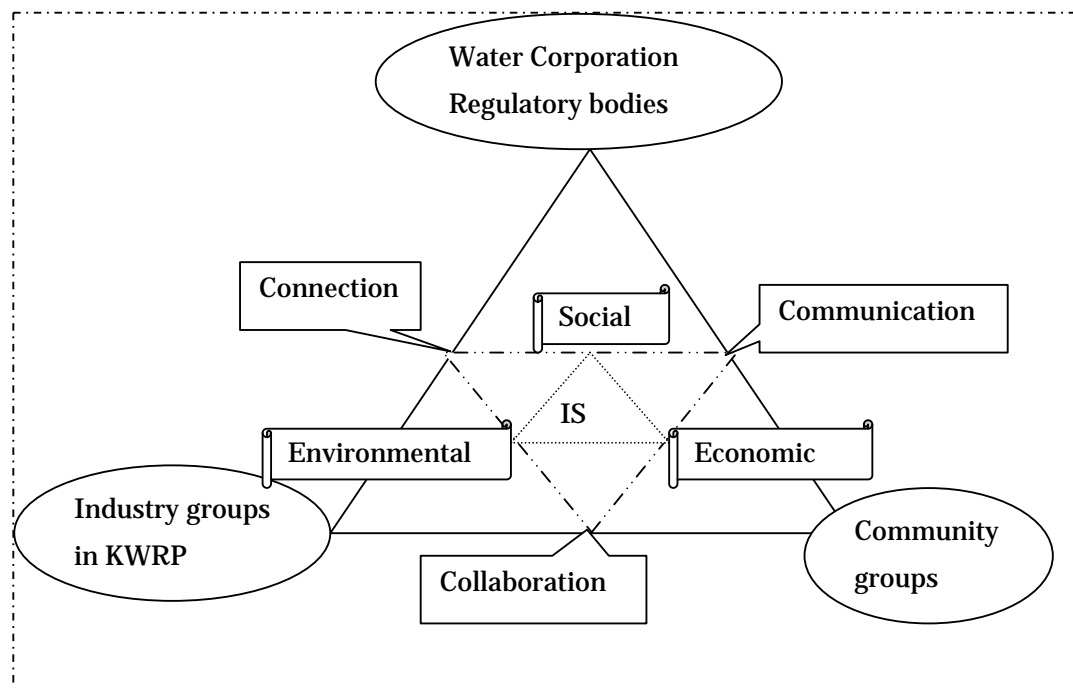 Water Corporation
Regulatory bodies
Connection
Social
Communication
IS
Environmental
Economic
Industry groups
in KWRP
Community
groups
Collaboration